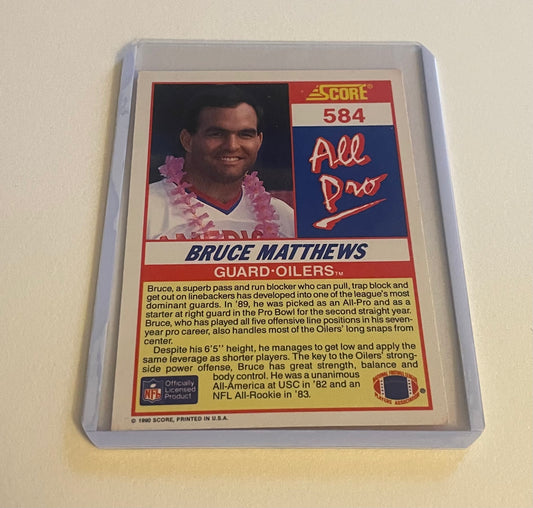 SCORE®
584
All
Pro
AMERIC
BRUCE MATTHEWS
GUARD·OILERS™
Bruce, a superb pass and run blocker who can pull, trap block and
get out on linebackers has developed into one of the league's most
dominant guards. In '89, he was picked as an All-Pro and as a
starter at right guard in the Pro Bowl for the second straight year.
Bruce, who has played all five offensive line positions in his seven-
year pro career, also handles most of the Oilers' long snaps from
center.
Despite his 6'5" height, he manages to get low and apply the
same leverage as shorter players. The key to the Oilers' strong-
side power offense, Bruce has great strength, balance and
body control. He was a unanimous
All-America at USC in '82 and an
NFL All-Rookie in '83.
NFL
Officially
Licensed
Product
© 1990 SCORE, PRINTED IN U.S.A.